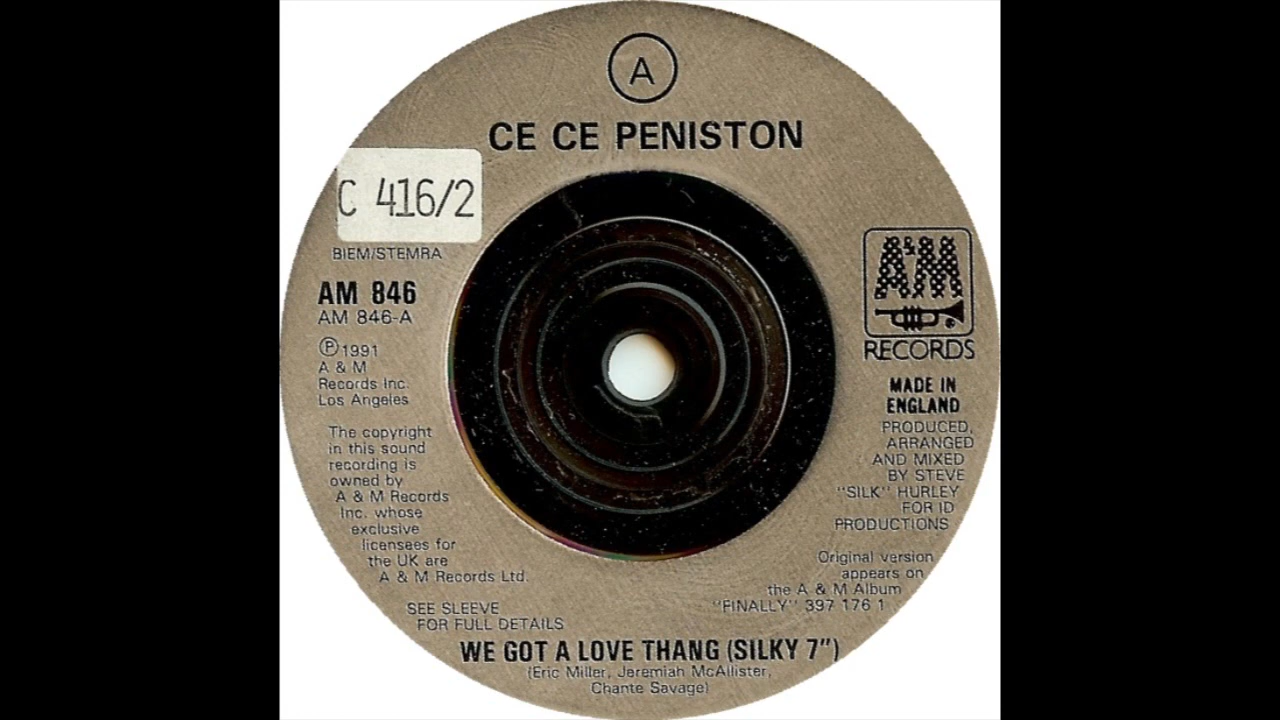 A
CE CE PENISTON
C 416/2
BIEM/STEMRA
AM 846
AM 846-A
Ⓟ1991
A & M
Records Inc.
Los Angeles
The copyright
in this sound
recording is
owned by
A & M Records
Inc. whose
exclusive
licensees for
the UK are
A & M Records Ltd.
SEE SLEEVE
FOR FULL DETAILS
A&M
®
RECORDS
MADE IN
ENGLAND
PRODUCED,
ARRANGED
AND MIXED
BY STEVE
"SILK" HURLEY
FOR ID
PRODUCTIONS
Original version
appears on
the A & M Album
"FINALLY" 397 176 1
WE GOT A LOVE THANG (SILKY 7")
(Eric Miller, Jeremiah McAllister,
Chante Savage)